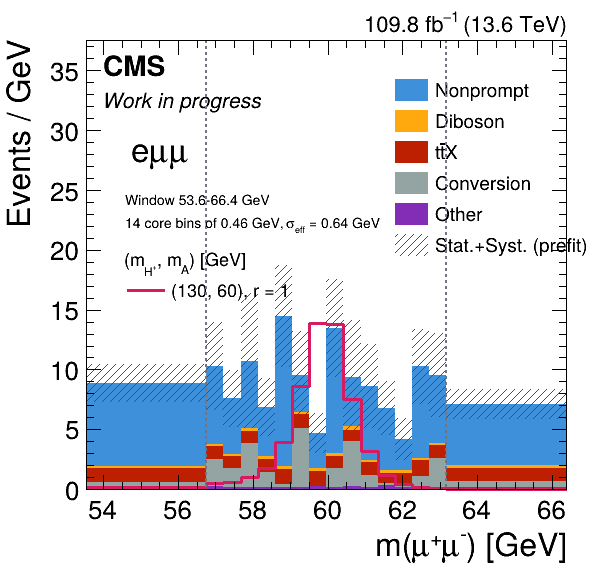 109.8 fb⁻¹ (13.6 TeV)
CMS
Work in progress
eμμ
Window 53.6-66.4 GeV
14 core bins of 0.46 GeV, σeff = 0.64 GeV
(mH⁺, mA) [GeV]
(130, 60), r = 1
Nonprompt
Diboson
tt̄X
Conversion
Other
Stat.+Syst. (prefit)
Events / GeV
35
30
25
20
15
10
5
0
54 56 58 60 62 64 66
m(μ⁺μ⁻) [GeV]